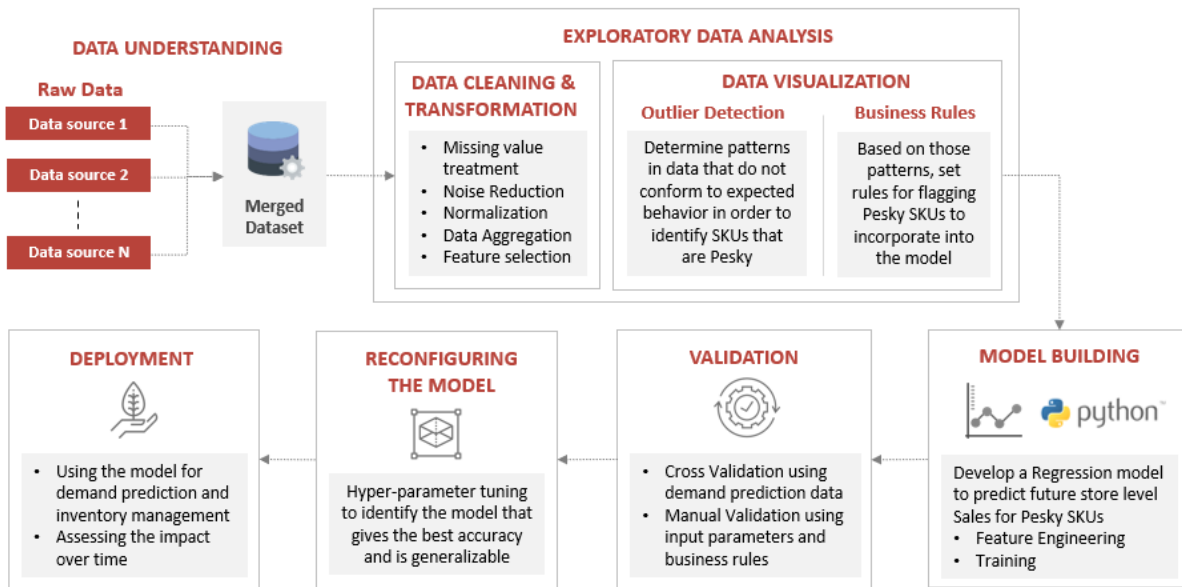 DATA UNDERSTANDING
Raw Data
Data source 1
Data source 2
Data source N
Merged
Dataset
EXPLORATORY DATA ANALYSIS
DATA CLEANING &
TRANSFORMATION
• Missing value
treatment
• Noise Reduction
• Normalization
• Data Aggregation
• Feature selection
DATA VISUALIZATION
Outlier Detection
Determine patterns
in data that do not
conform to expected
behavior in order to
identify SKUs that
are Pesky
Business Rules
Based on those
patterns, set
rules for flagging
Pesky SKUs to
incorporate into
the model
DEPLOYMENT
• Using the model for
demand prediction and
inventory management
• Assessing the impact
over time
RECONFIGURING
THE MODEL
Hyper-parameter tuning
to identify the model that
gives the best accuracy
and is generalizable
VALIDATION
• Cross Validation using
demand prediction data
• Manual Validation using
input parameters and
business rules
MODEL BUILDING
python™
Develop a Regression model
to predict future store level
Sales for Pesky SKUs
• Feature Engineering
• Training